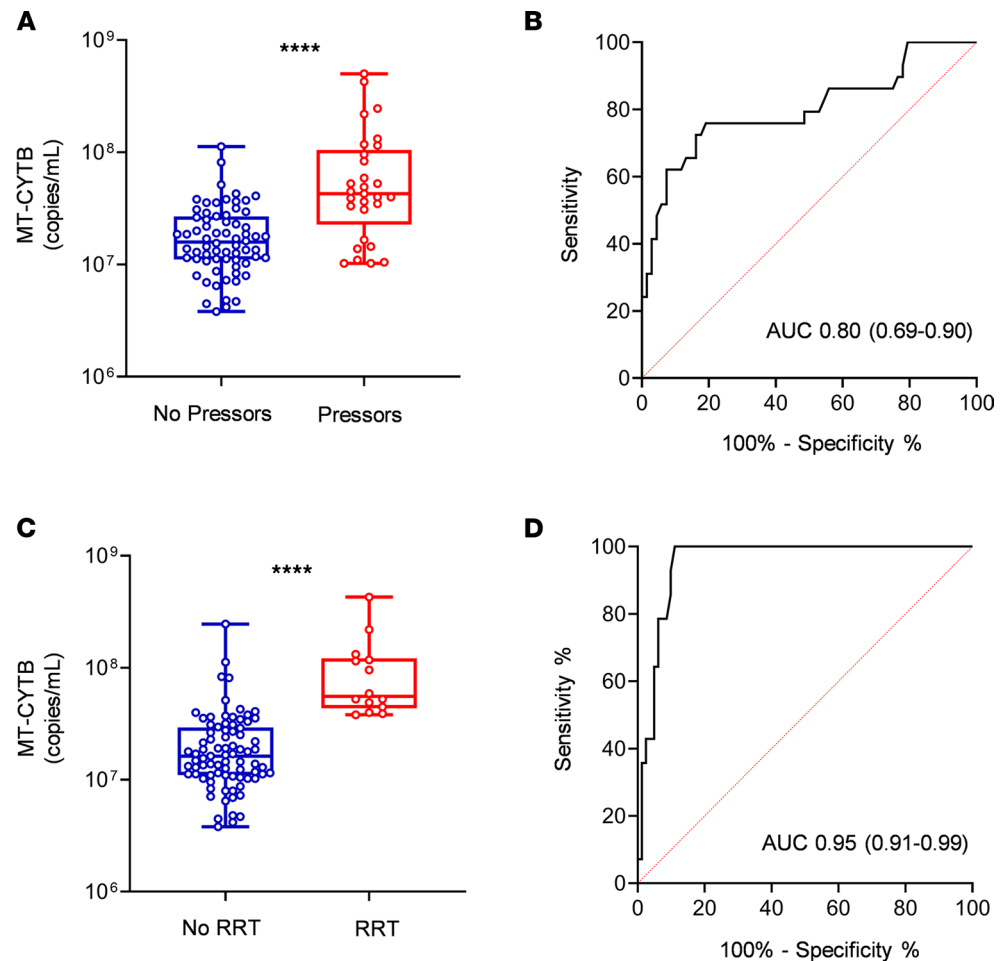 A
MT-CYTB
(copies/mL)
10⁹
10⁸
10⁷
10⁶
****
No Pressors
Pressors
B
Sensitivity
100
80
60
40
20
0
AUC 0.80 (0.69-0.90)
0
20
40
60
80
100
100% - Specificity %
C
MT-CYTB
(copies/mL)
10⁹
10⁸
10⁷
10⁶
****
No RRT
RRT
D
Sensitivity %
100
80
60
40
20
0
AUC 0.95 (0.91-0.99)
0
20
40
60
80
100
100% - Specificity %